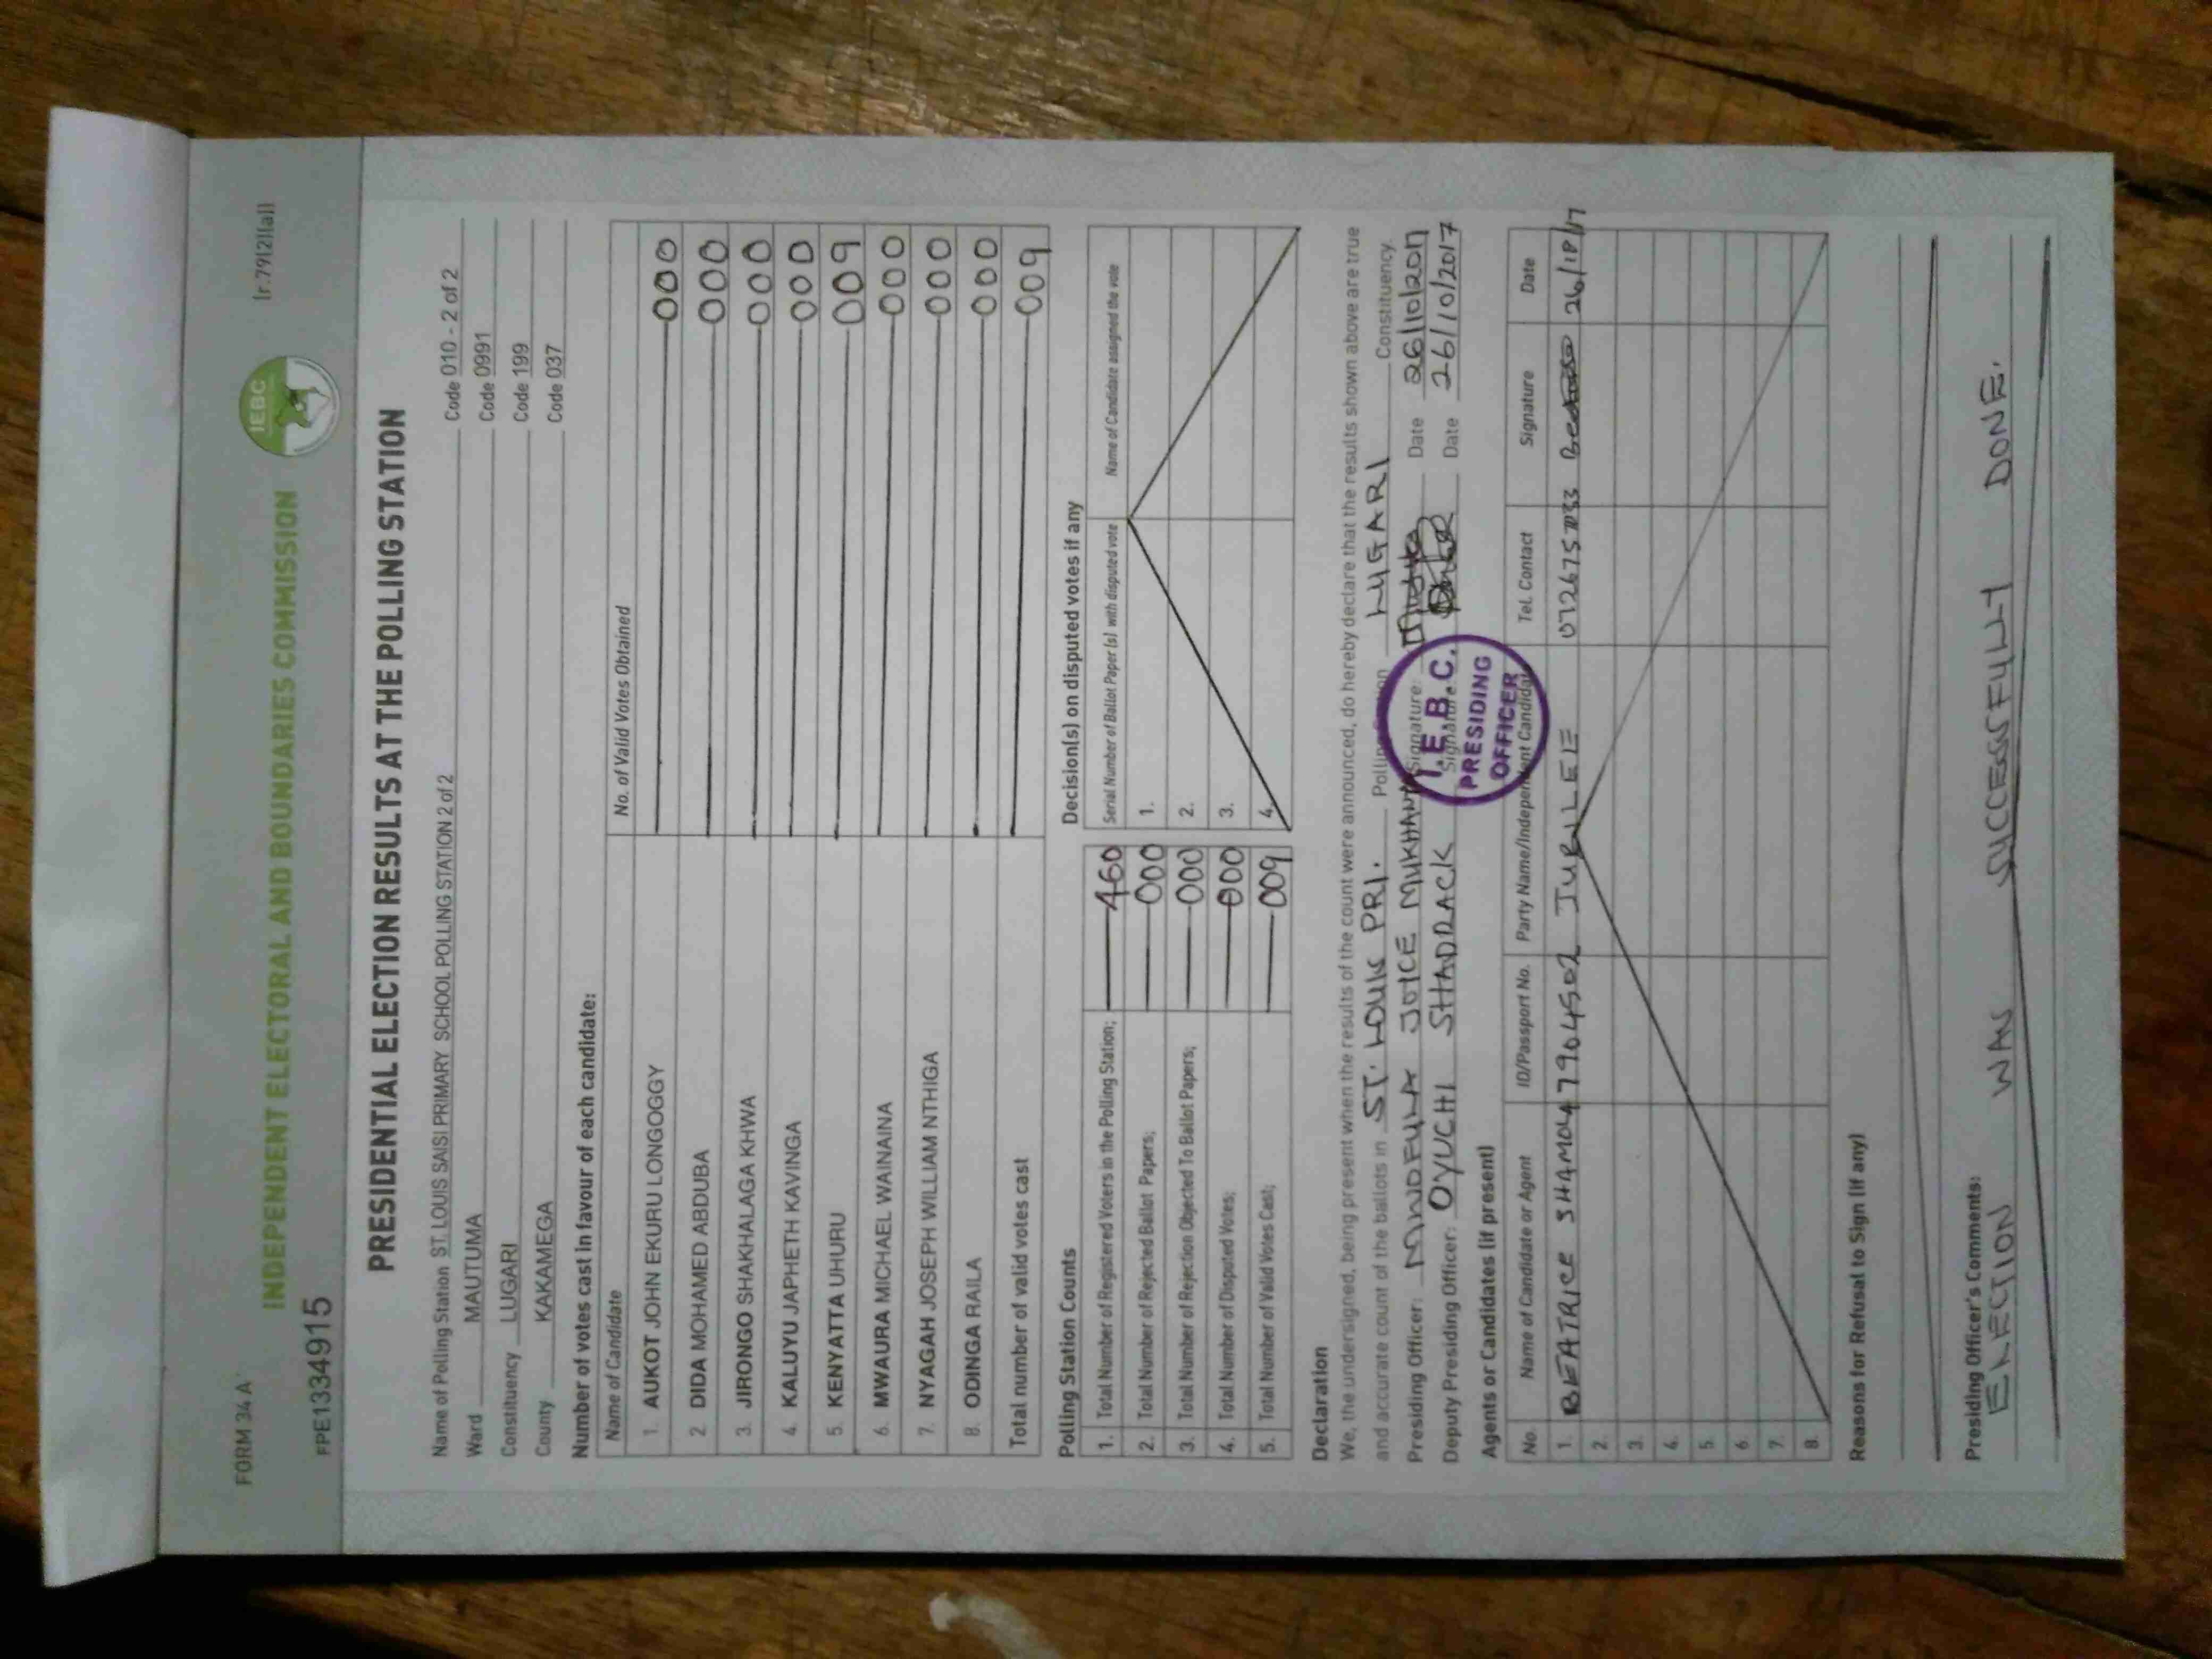 FORM 34 A
INDEPENDENT ELECTORAL AND BOUNDARIES COMMISSION
IEBC
(r.79(2)(a))
FPE1334915
PRESIDENTIAL ELECTION RESULTS AT THE POLLING STATION
Name of Polling Station ST. LOUIS SAISI PRIMARY SCHOOL POLLING STATION 2 of 2 Code 010 - 2 of 2
Ward MAUTUMA Code 0991
Constituency LUGARI Code 199
County KAKAMEGA Code 037
Number of votes cast in favour of each candidate:
Name of Candidate No. of Valid Votes Obtained
1. AUKOT JOHN EKURU LONGOGGY 000
2 DIDA MOHAMED ABDUBA 000
3. JIRONGO SHAKHALAGA KHWA 000
4. KALUYU JAPHETH KAVINGA 000
5. KENYATTA UHURU 009
6. MWAURA MICHAEL WAINAINA 000
7. NYAGAH JOSEPH WILLIAM NTHIGA 000
8. ODINGA RAILA 000
Total number of valid votes cast 009
Polling Station Counts
1. Total Number of Registered Voters in the Polling Station; 460
2. Total Number of Rejected Ballot Papers; 000
3. Total Number of Rejection Objected To Ballot Papers; 000
4. Total Number of Disputed Votes; 000
5. Total Number of Valid Votes Cast; 009
Decision(s) on disputed votes if any
Serial Number of Ballot Paper (s) with disputed vote Name of Candidate assigned the vote
1.
2.
3.
4.
Declaration
We, the undersigned, being present when the results of the count were announced, do hereby declare that the results shown above are true
and accurate count of the ballots in ST. LOUIS PRI. Polling Station LUGARI Constituency.
Presiding Officer: MINDFULA JOICE Signature: Date 26/10/2017
Deputy Presiding Officer: OYUCHI SHADRACK Signature: Date 26/10/2017
I.E.B.C.
PRESIDING
OFFICER
Agents or Candidates (if present)
No. Name of Candidate or Agent ID/Passport No. Party Name/Independent Candidate Tel. Contact Signature Date
1. BEATRICE JUBILEE 26/10/17
2.
3.
4.
5.
6
7.
8.
Reasons for Refusal to Sign (if any)
Presiding Officer's Comments:
ELECTION WAS SUCCESSFULLY DONE.